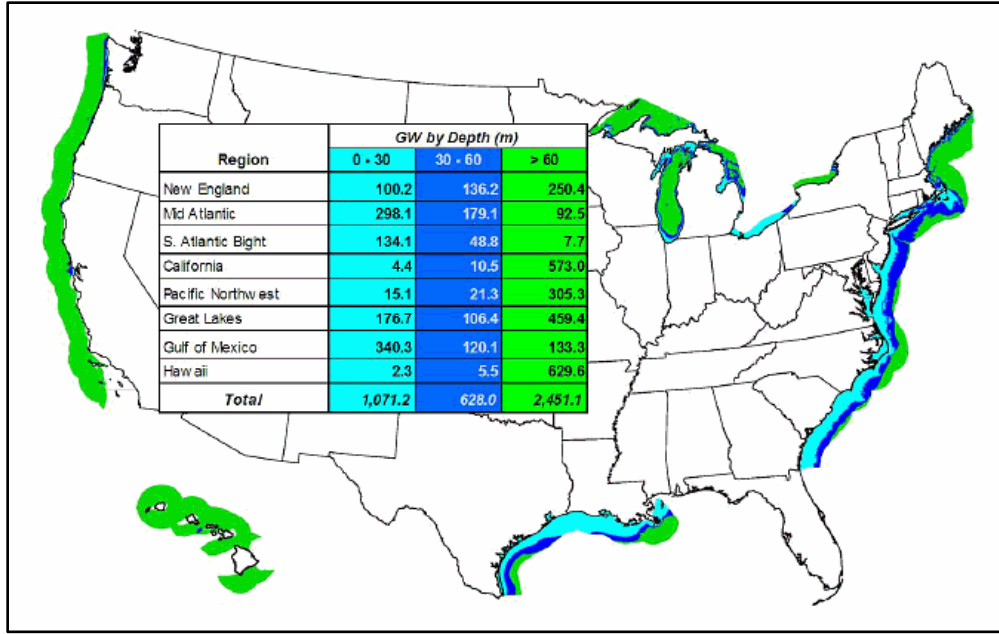 GW by Depth (m)
Region 0 - 30 30 - 60 > 60
New England 100.2 136.2 250.4
Mid Atlantic 298.1 179.1 92.5
S. Atlantic Bight 134.1 48.8 7.7
California 4.4 10.5 573.0
Pacific Northwest 15.1 21.3 305.3
Great Lakes 176.7 106.4 459.4
Gulf of Mexico 340.3 120.1 133.3
Hawaii 2.3 5.5 629.6
Total 1,071.2 628.0 2,451.1